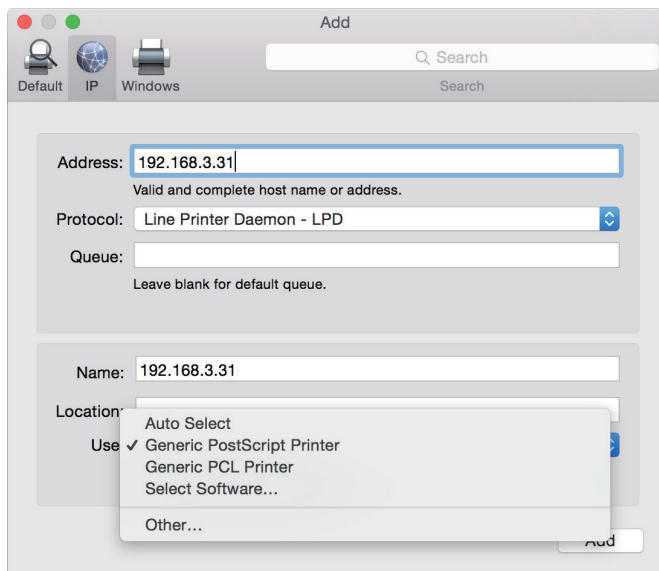 Add
Search
Default IP Windows Search
Address: 192.168.3.31
Valid and complete host name or address.
Protocol: Line Printer Daemon - LPD
Queue:
Leave blank for default queue.
Name: 192.168.3.31
Location:
Auto Select
Use ✓ Generic PostScript Printer
Generic PCL Printer
Select Software...
Other...
Add